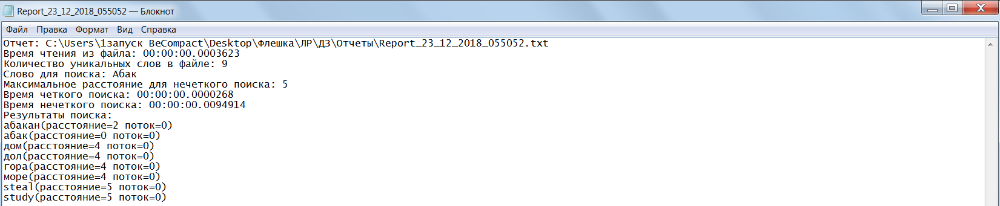 Report_23_12_2018_055052 — Блокнот
Файл Правка Формат Вид Справка
Отчет: C:\Users\1запуск BeCompact\Desktop\Флешка\ЛР\ДЗ\Отчеты\Report_23_12_2018_055052.txt
Время чтения из файла: 00:00:00.0003623
Количество уникальных слов в файле: 9
Слово для поиска: Абак
Максимальное расстояние для нечеткого поиска: 5
Время четкого поиска: 00:00:00.0000268
Время нечеткого поиска: 00:00:00.0094914
Результаты поиска:
абакан(расстояние=2 поток=0)
абак(расстояние=0 поток=0)
дом(расстояние=4 поток=0)
дол(расстояние=4 поток=0)
гора(расстояние=4 поток=0)
море(расстояние=4 поток=0)
steal(расстояние=5 поток=0)
study(расстояние=5 поток=0)